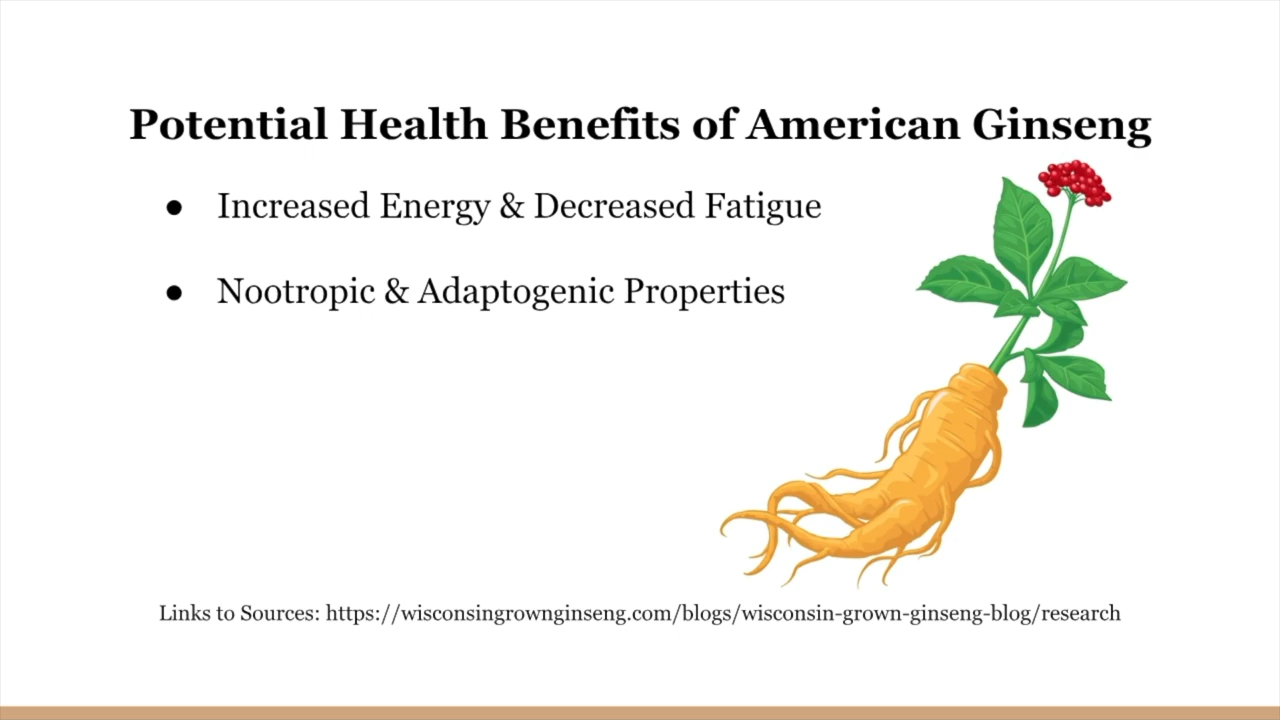 Potential Health Benefits of American Ginseng
● Increased Energy & Decreased Fatigue
● Nootropic & Adaptogenic Properties
Links to Sources: https://wisconsingrownginseng.com/blogs/wisconsin-grown-ginseng-blog/research